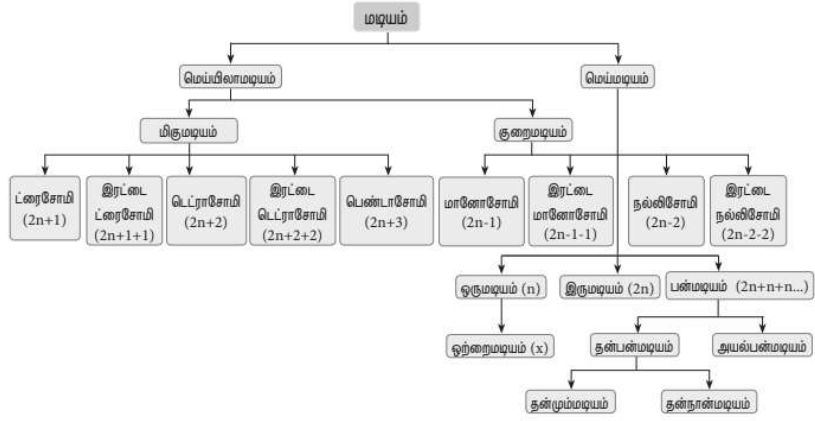 மடியம்
மெய்யிலாமடியம்
மெய்மடியம்
மிகுமடியம்
குறைமடியம்
ட்ரைசோமி
(2n+1)
இரட்டை
ட்ரைசோமி
(2n+1+1)
டெட்ராசோமி
(2n+2)
இரட்டை
டெட்ராசோமி
(2n+2+2)
பெண்டாசோமி
(2n+3)
மானோசோமி
(2n-1)
இரட்டை
மானோசோமி
(2n-1-1)
நல்லிசோமி
(2n-2)
இரட்டை
நல்லிசோமி
(2n-2-2)
ஒருமடியம் (n)
இருமடியம் (2n)
பன்மடியம் (2n+n+n...)
ஒற்றைமடியம் (x)
தன்பன்மடியம்
அயல்பன்மடியம்
தன்மும்மடியம்
தன்நான்மடியம்